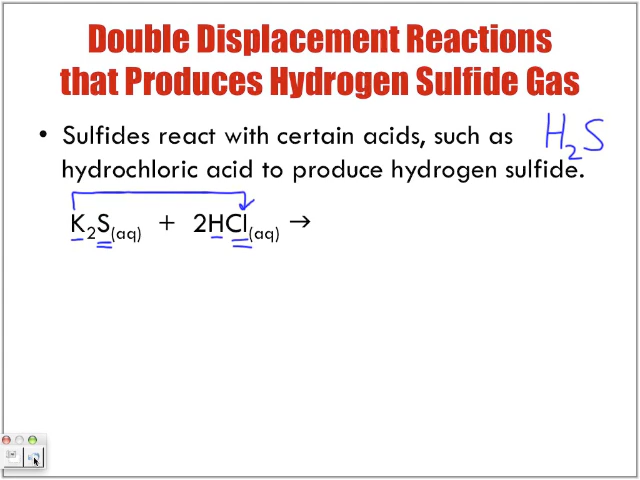 Double Displacement Reactions
that Produces Hydrogen Sulfide Gas
• Sulfides react with certain acids, such as H₂S
hydrochloric acid to produce hydrogen sulfide.
K₂S(aq) + 2HCl(aq) →